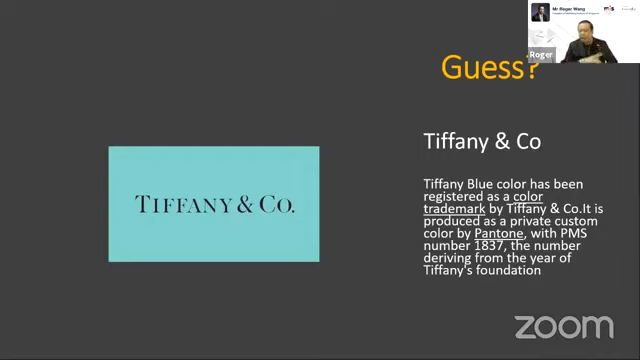 Mr Roger Wang
Roger
Guess?
Tiffany & Co
TIFFANY & CO.
Tiffany Blue color has been
registered as a color
trademark by Tiffany & Co.It is
produced as a private custom
color by Pantone, with PMS
number 1837, the number
deriving from the year of
Tiffany's foundation
zoom